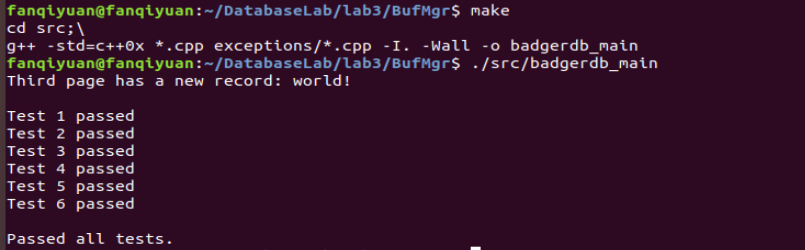 fanqiyuan@fanqiyuan:~/DatabaseLab/lab3/BufMgr$ make
cd src;\
g++ -std=c++0x *.cpp exceptions/*.cpp -I. -Wall -o badgerdb_main
fanqiyuan@fanqiyuan:~/DatabaseLab/lab3/BufMgr$ ./src/badgerdb_main
Third page has a new record: world!
Test 1 passed
Test 2 passed
Test 3 passed
Test 4 passed
Test 5 passed
Test 6 passed
Passed all tests.